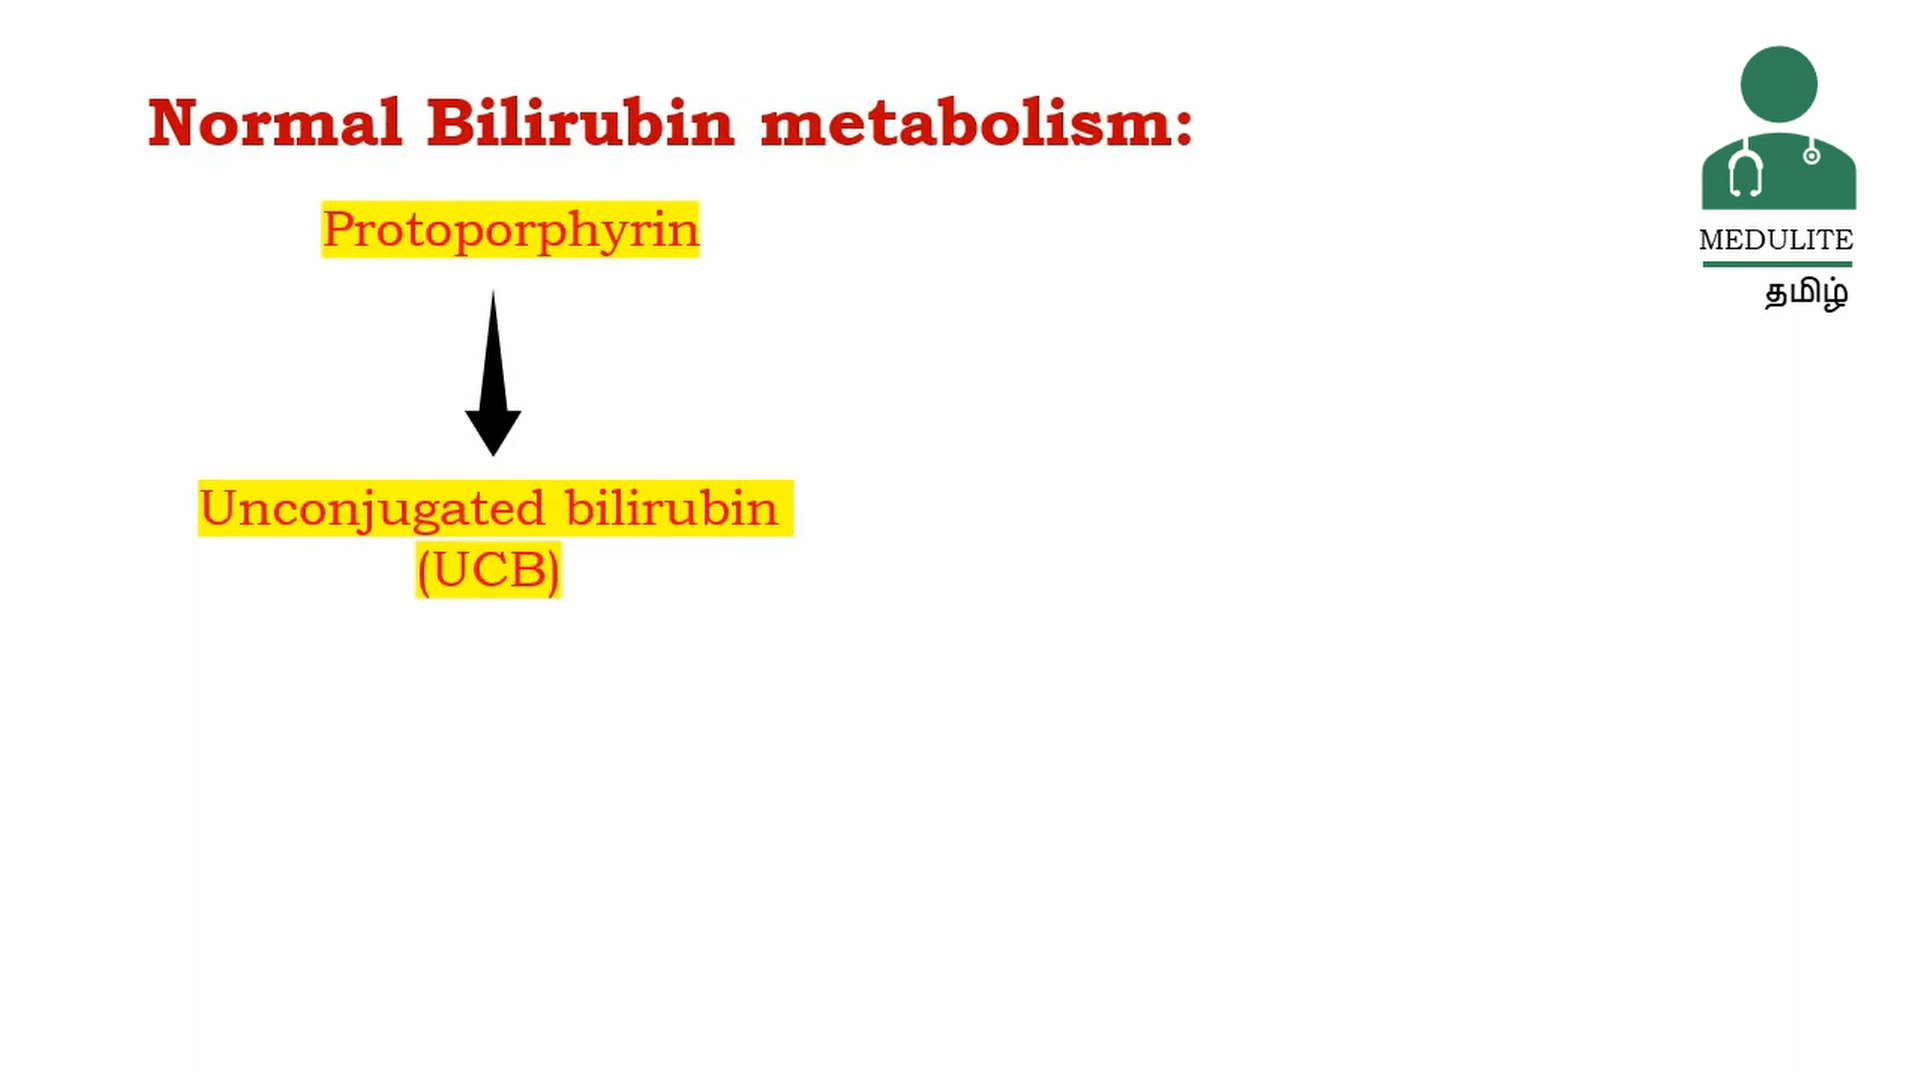 Normal Bilirubin metabolism:
Protoporphyrin
Unconjugated bilirubin
(UCB)
MEDULITE
தமிழ்